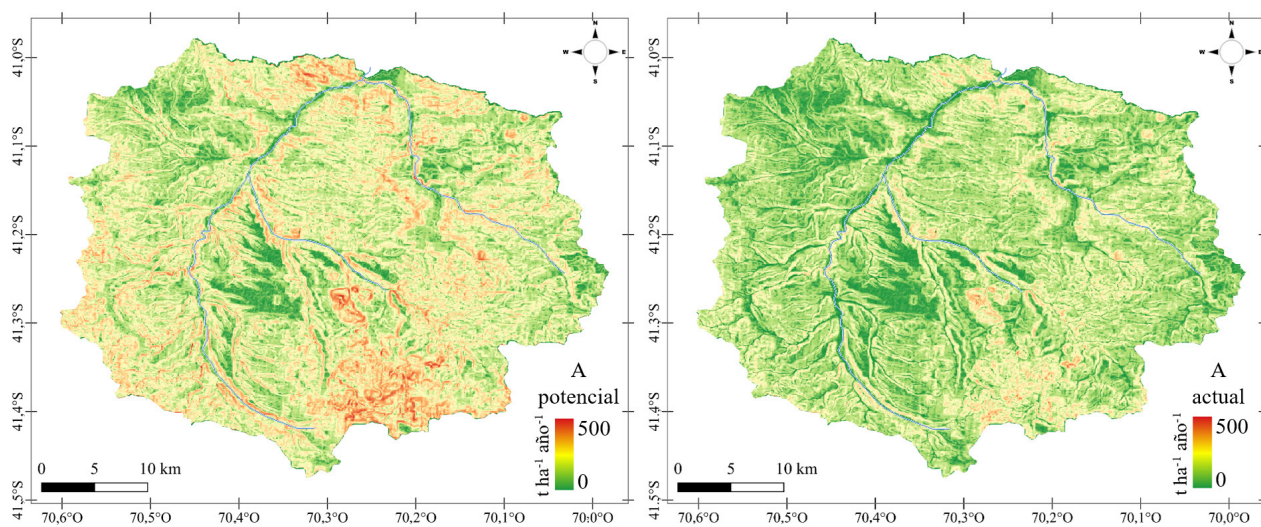 41,0°S
41,1°S
41,2°S
41,3°S
41,4°S
41,5°S
N
W
E
S
A
potencial
t ha⁻¹ año⁻¹
500
0
0 5 10 km
70,6°O 70,5°O 70,4°O 70,3°O 70,2°O 70,1°O 70,0°O
41,0°S
41,1°S
41,2°S
41,3°S
41,4°S
41,5°S
N
W
E
S
A
actual
t ha⁻¹ año⁻¹
500
0
0 5 10 km
70,6°O 70,5°O 70,4°O 70,3°O 70,2°O 70,1°O 70,0°O